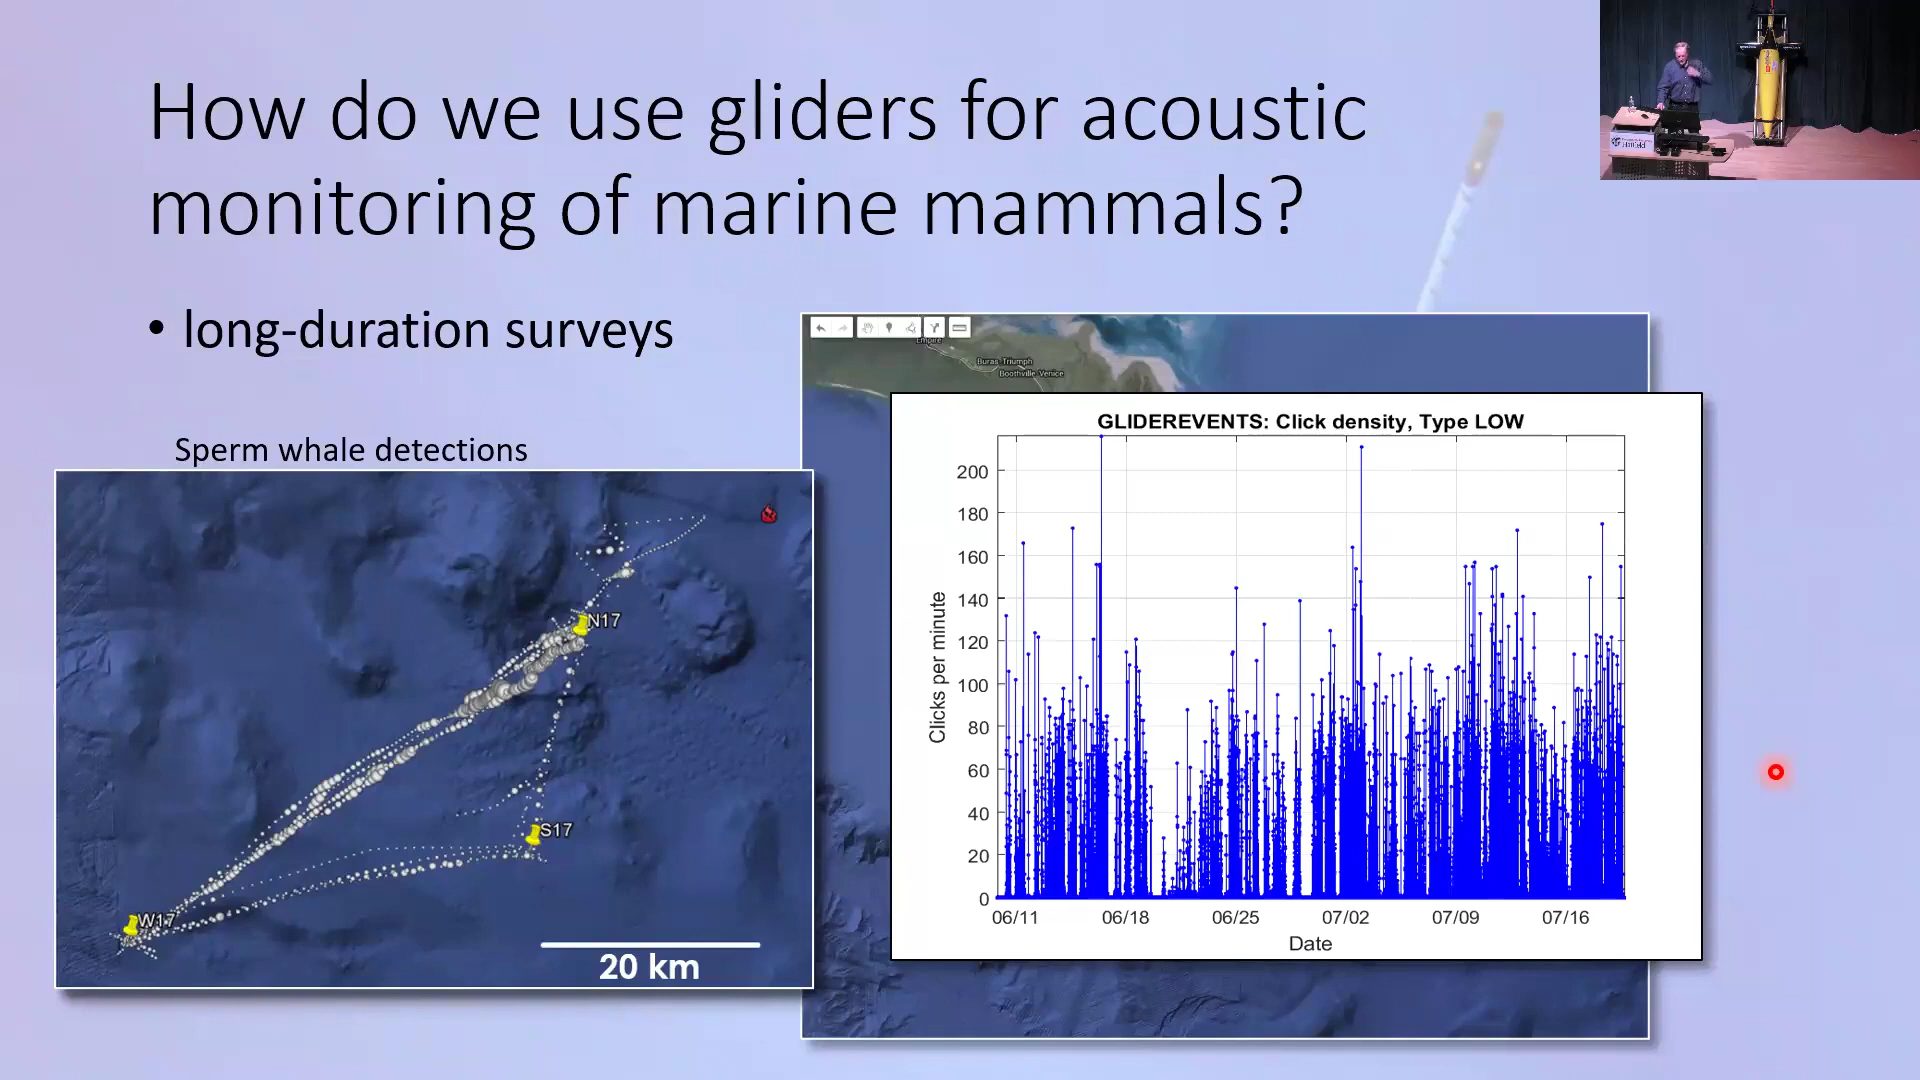 How do we use gliders for acoustic
monitoring of marine mammals?
• long-duration surveys
Sperm whale detections
N17
S17
W17
20 km
Empire
Buras-Triumph
Boothville-Venice
GLIDEREVENTS: Click density, Type LOW
Clicks per minute
200
180
160
140
120
100
80
60
40
20
0
06/11 06/18 06/25 07/02 07/09 07/16
Date
Hatfield